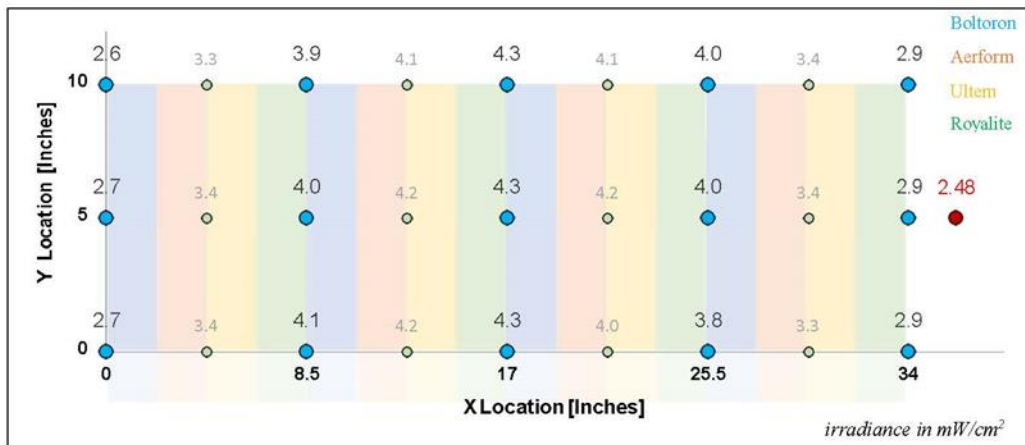 Boltoron
Aerform
Ultem
Royalite
2.6 3.3 3.9 4.1 4.3 4.1 4.0 3.4 2.9
10
2.7 3.4 4.0 4.2 4.3 4.2 4.0 3.4 2.9 2.48
5
2.7 3.4 4.1 4.2 4.3 4.0 3.8 3.3 2.9
0
0 8.5 17 25.5 34
Y Location [Inches]
X Location [Inches]
irradiance in mW/cm²